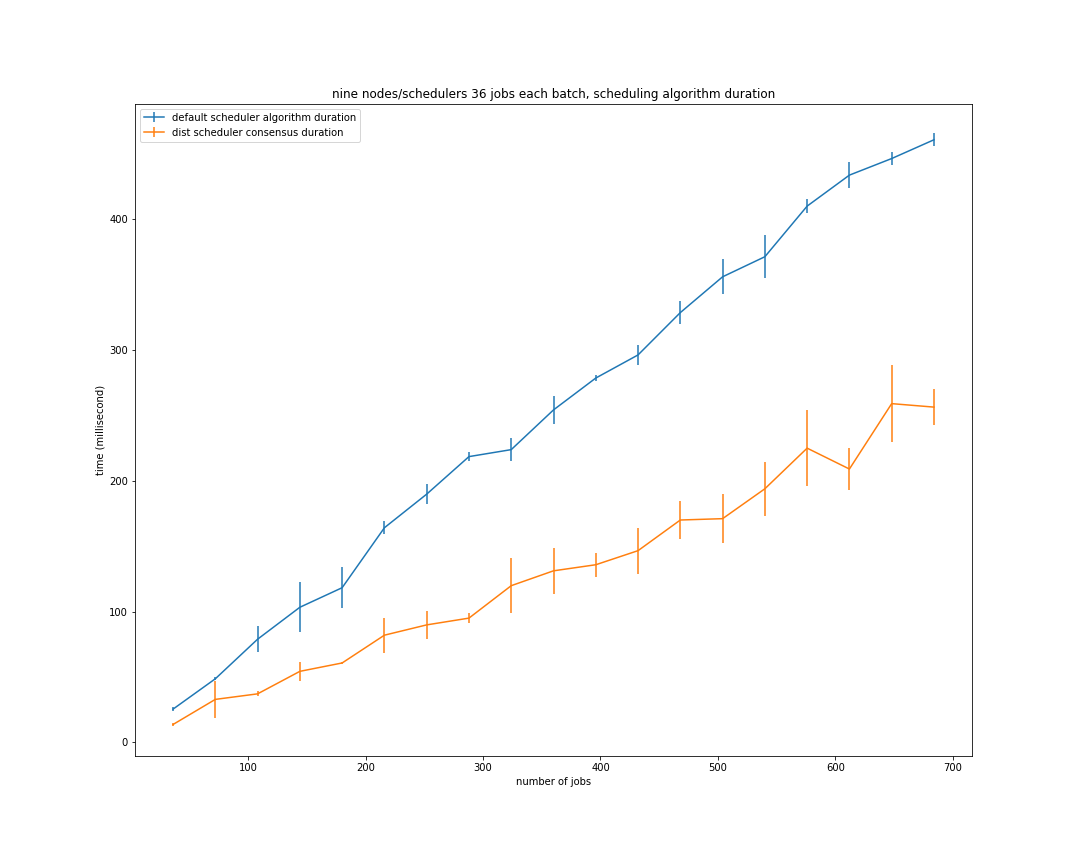 nine nodes/schedulers 36 jobs each batch, scheduling algorithm duration
default scheduler algorithm duration
dist scheduler consensus duration
400
300
200
100
0
time (millisecond)
100 200 300 400 500 600 700
number of jobs